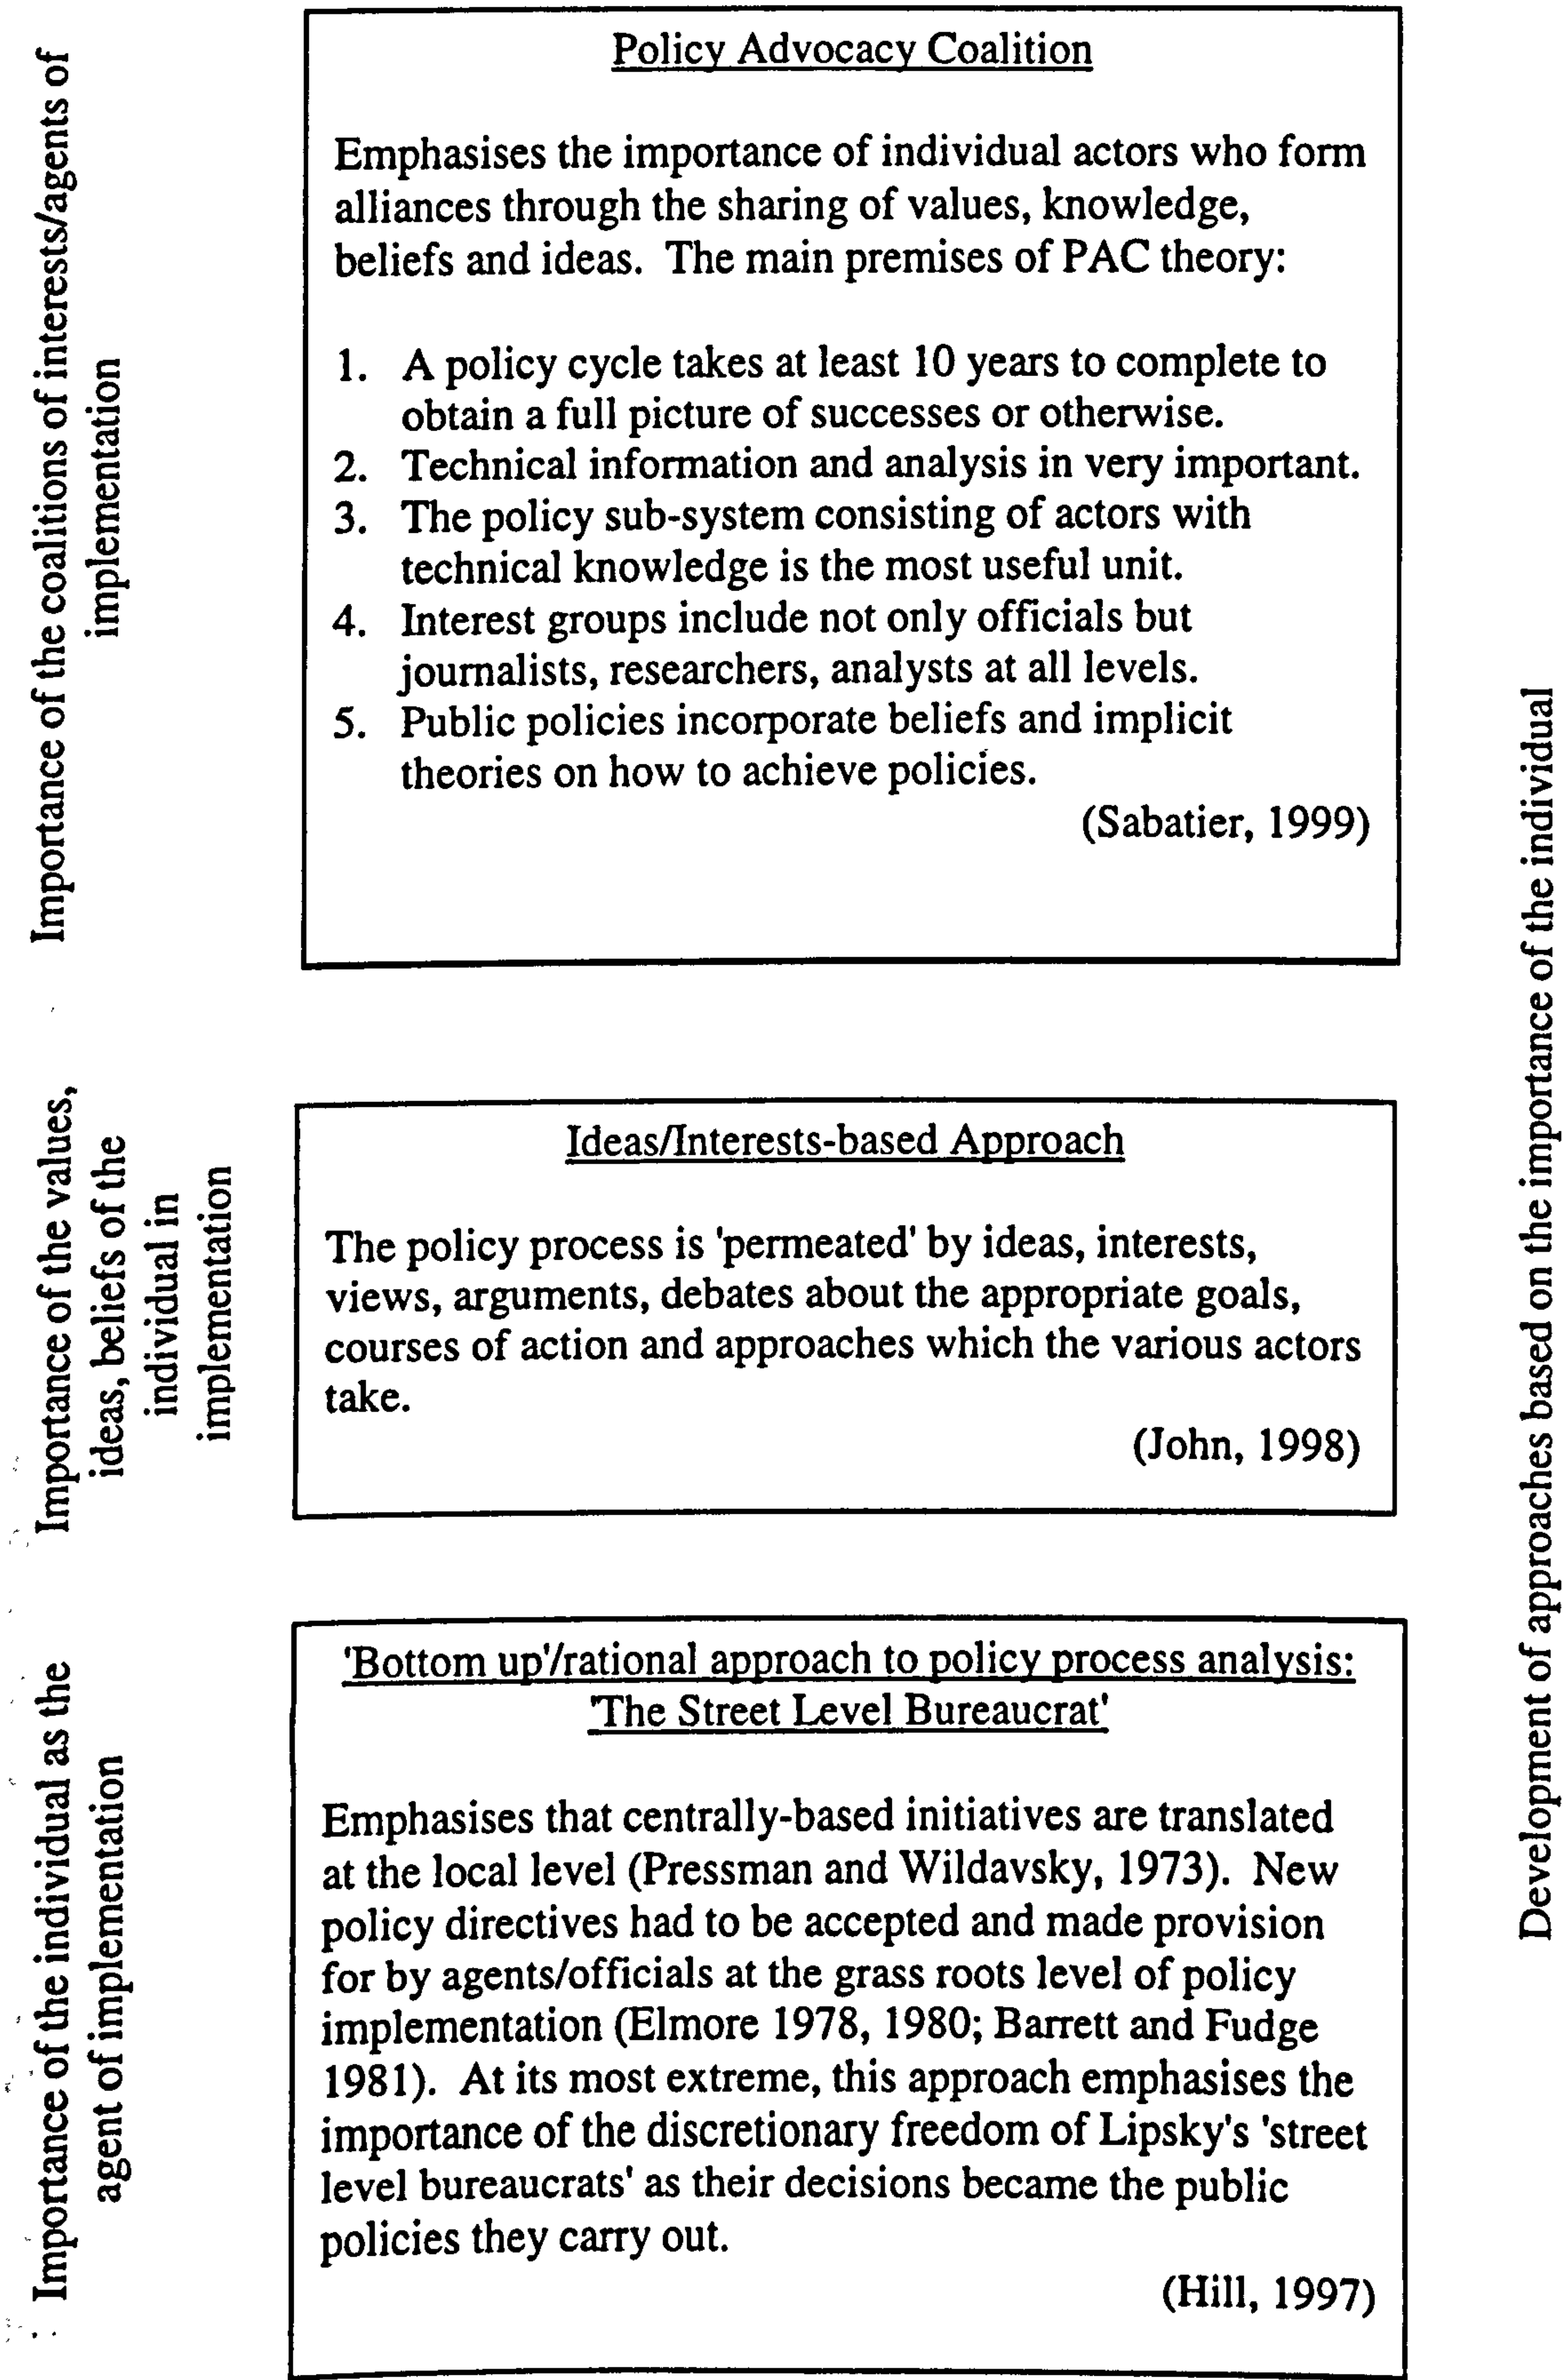 Importance of the coalitions of interests/agents of
implementation
Policy Advocacy Coalition
Emphasises the importance of individual actors who form
alliances through the sharing of values, knowledge,
beliefs and ideas. The main premises of PAC theory:
1. A policy cycle takes at least 10 years to complete to
obtain a full picture of successes or otherwise.
2. Technical information and analysis in very important.
3. The policy sub-system consisting of actors with
technical knowledge is the most useful unit.
4. Interest groups include not only officials but
journalists, researchers, analysts at all levels.
5. Public policies incorporate beliefs and implicit
theories on how to achieve policies.
(Sabatier, 1999)
Importance of the values,
ideas, beliefs of the
individual in
implementation
Ideas/Interests-based Approach
The policy process is 'permeated' by ideas, interests,
views, arguments, debates about the appropriate goals,
courses of action and approaches which the various actors
take.
(John, 1998)
Importance of the individual as the
agent of implementation
'Bottom up'/rational approach to policy process analysis:
'The Street Level Bureaucrat'
Emphasises that centrally-based initiatives are translated
at the local level (Pressman and Wildavsky, 1973). New
policy directives had to be accepted and made provision
for by agents/officials at the grass roots level of policy
implementation (Elmore 1978, 1980; Barrett and Fudge
1981). At its most extreme, this approach emphasises the
importance of the discretionary freedom of Lipsky's 'street
level bureaucrats' as their decisions became the public
policies they carry out.
(Hill, 1997)
Development of approaches based on the importance of the individual